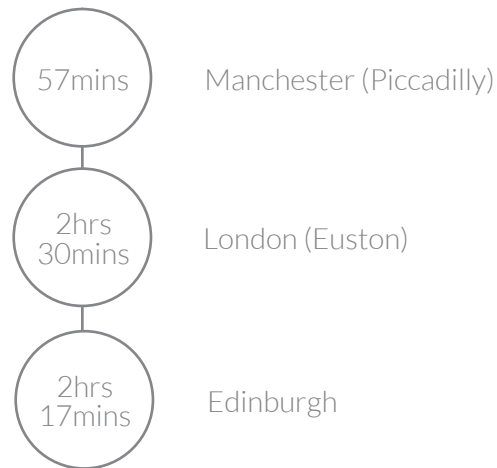 57mins
Manchester (Piccadilly)
2hrs
30mins
London (Euston)
2hrs
17mins
Edinburgh